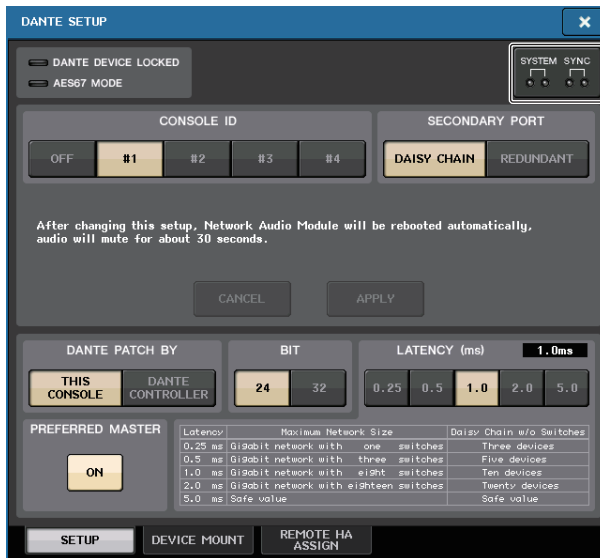 DANTE SETUP
×
DANTE DEVICE LOCKED
AES67 MODE
SYSTEM SYNC
CONSOLE ID
OFF #1 #2 #3 #4
SECONDARY PORT
DAISY CHAIN REDUNDANT
After changing this setup, Network Audio Module will be rebooted automatically,
audio will mute for about 30 seconds.
CANCEL APPLY
DANTE PATCH BY
THIS
CONSOLE
DANTE
CONTROLLER
BIT
24 32
LATENCY (ms) 1.0ms
0.25 0.5 1.0 2.0 5.0
PREFERRED MASTER
ON
Latency Maximum Network Size Daisy Chain w/o Switches
0.25 ms Gigabit network with one switches Three devices
0.5 ms Gigabit network with three switches Five devices
1.0 ms Gigabit network with eight switches Ten devices
2.0 ms Gigabit network with eighteen switches Twenty devices
5.0 ms Safe value Safe value
SETUP
DEVICE MOUNT
REMOTE HA
ASSIGN